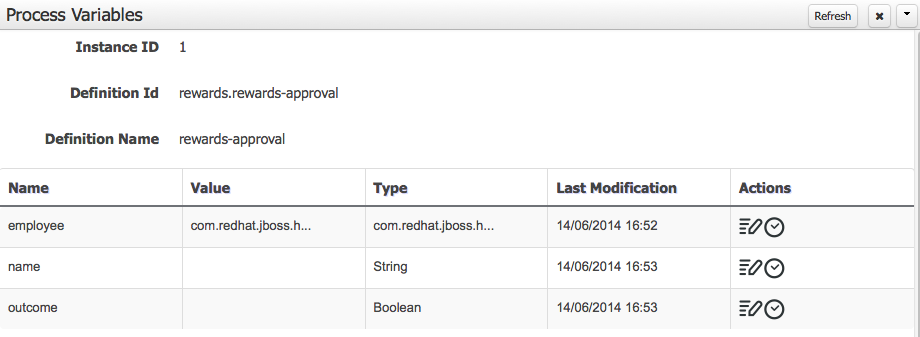 Process Variables Refresh
Instance ID 1
Definition Id rewards.rewards-approval
Definition Name rewards-approval
Name Value Type Last Modification Actions
employee com.redhat.jboss.h... com.redhat.jboss.h... 14/06/2014 16:52
name String 14/06/2014 16:53
outcome Boolean 14/06/2014 16:53